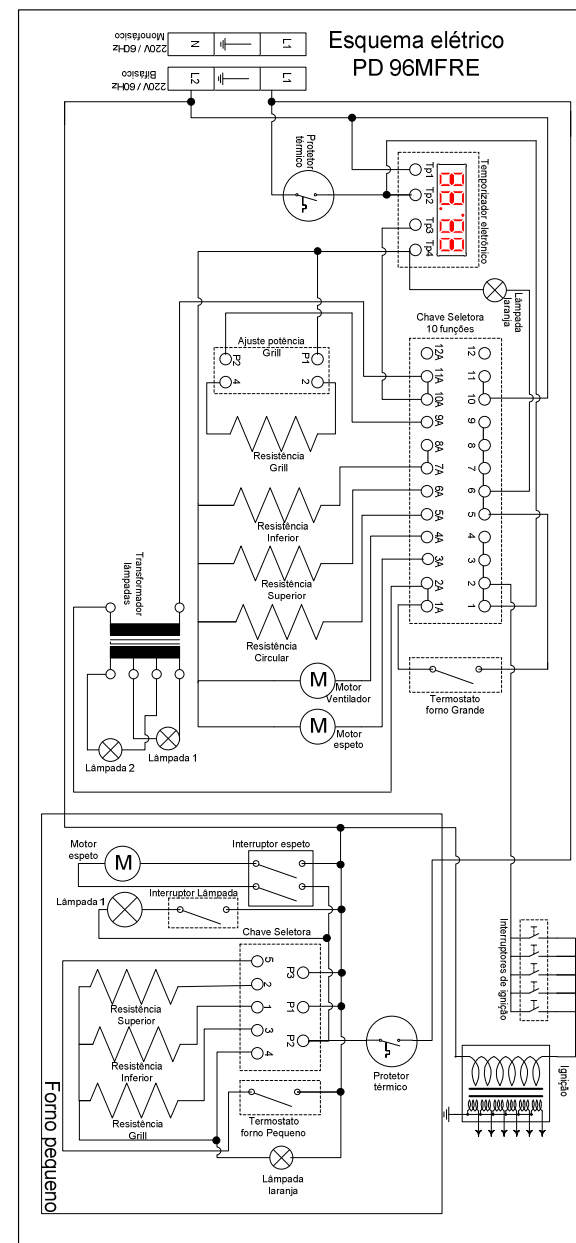 Esquema elétrico
PD 96MFRE
Monofásico
220V / 60Hz
N
L1
Bifásico
220V / 60Hz
L2
L1
Protetor
térmico
Temporizador eletrônico
Tp1
Tp2
Tp3
Tp4
Lâmpada
laranja
Chave Seletora
10 funções
12A
12
11A
11
10A
10
9A
9
8A
8
7A
7
6A
6
5A
5
4A
4
3A
3
2A
2
1A
1
Ajuste potência
Grill
P2
P1
4
2
Resistência
Grill
Resistência
Inferior
Resistência
Superior
Resistência
Circular
Motor
Ventilador
Motor
espeto
M
M
Termostato
forno Grande
Transformador
lâmpadas
Lâmpada 2
Lâmpada 1
Motor
espeto
M
Interruptor espeto
Lâmpada 1
Interruptor Lâmpada
Chave Seletora
5
2
1
3
4
P3
P1
P2
Resistência
Superior
Resistência
Inferior
Resistência
Grill
Protetor
térmico
Termostato
forno Pequeno
Lâmpada
laranja
Forno pequeno
Interruptores de ignição
Ignição